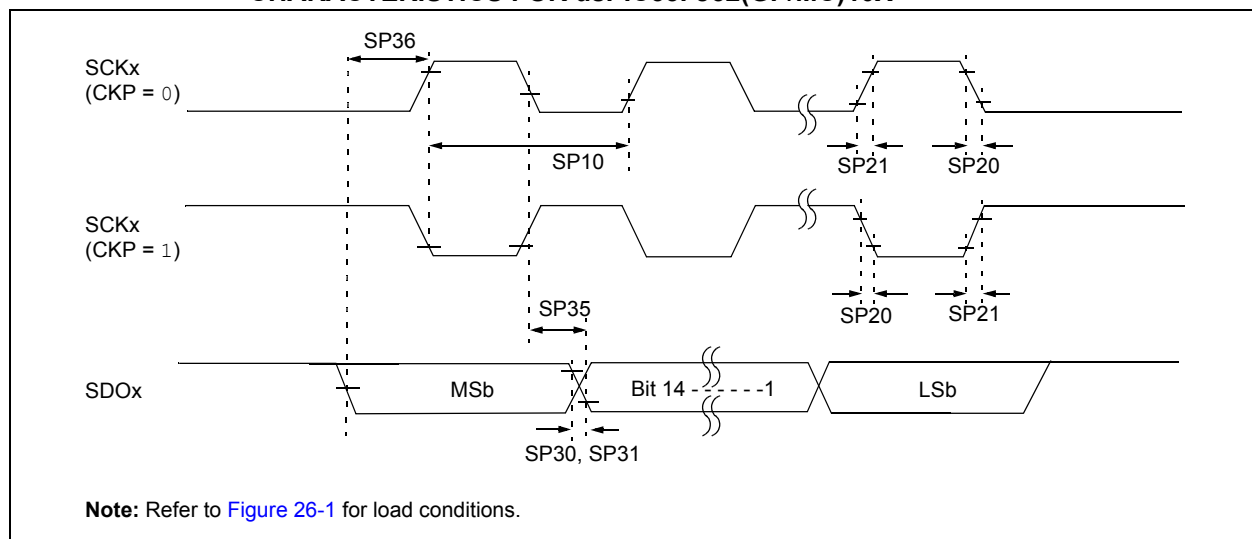 SP36
SCKx
(CKP = 0)
SP10
SP21
SP20
SCKx
(CKP = 1)
SP35
SP20
SP21
SDOx
MSb
Bit 14 - - - - - -1
LSb
SP30, SP31
Note: Refer to Figure 26-1 for load conditions.